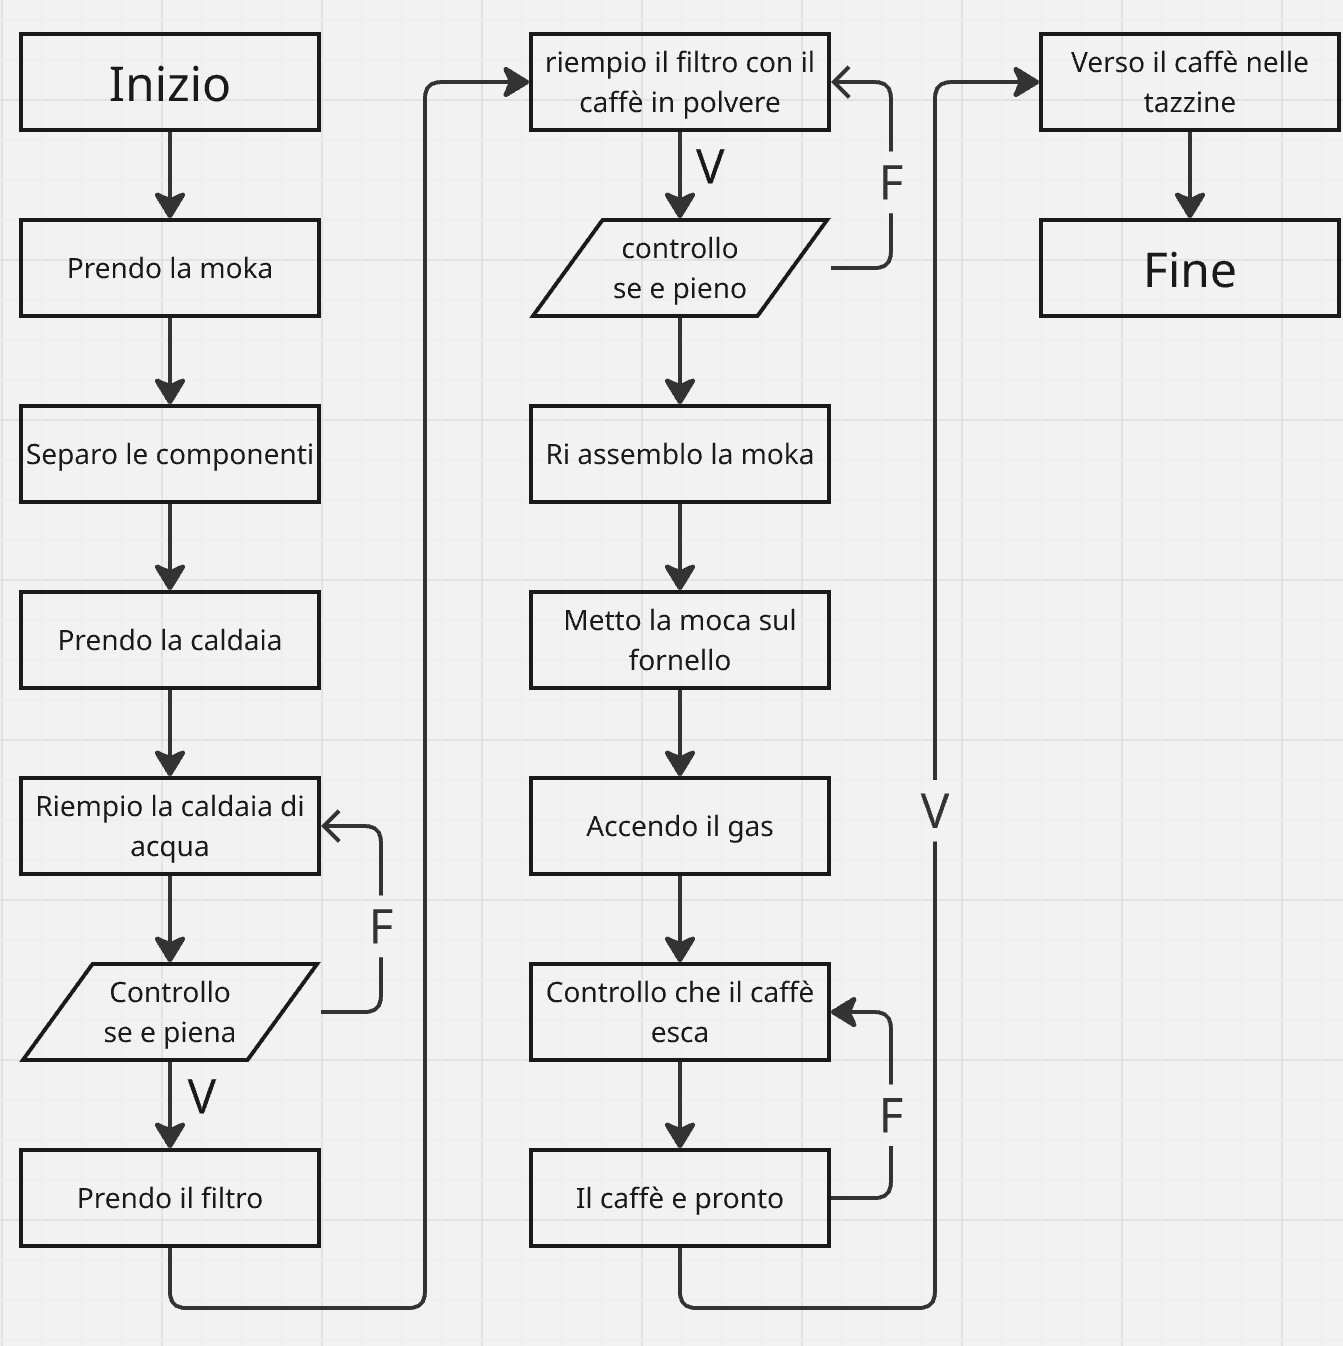 Inizio
Prendo la moka
Separo le componenti
Prendo la caldaia
Riempio la caldaia di
acqua
F
Controllo
se e piena
V
Prendo il filtro
riempio il filtro con il
caffè in polvere
V
F
controllo
se e pieno
Ri assemblo la moka
Metto la moca sul
fornello
Accendo il gas
Controllo che il caffè
esca
F
Il caffè e pronto
V
Verso il caffè nelle
tazzine
Fine